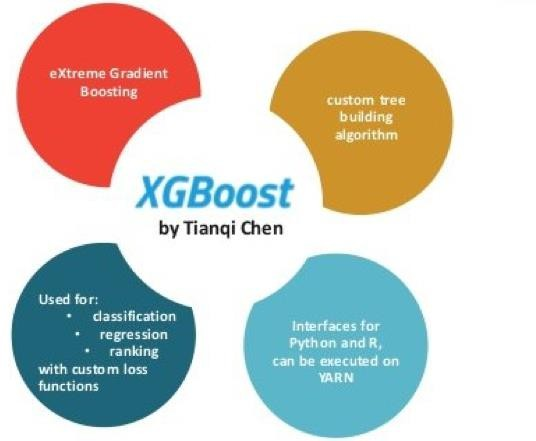 eXtreme Gradient
Boosting
custom tree
building
algorithm
XGBoost
by Tianqi Chen
Used for:
• classification
• regression
• ranking
with custom loss
functions
Interfaces for
Python and R,
can be executed on
YARN